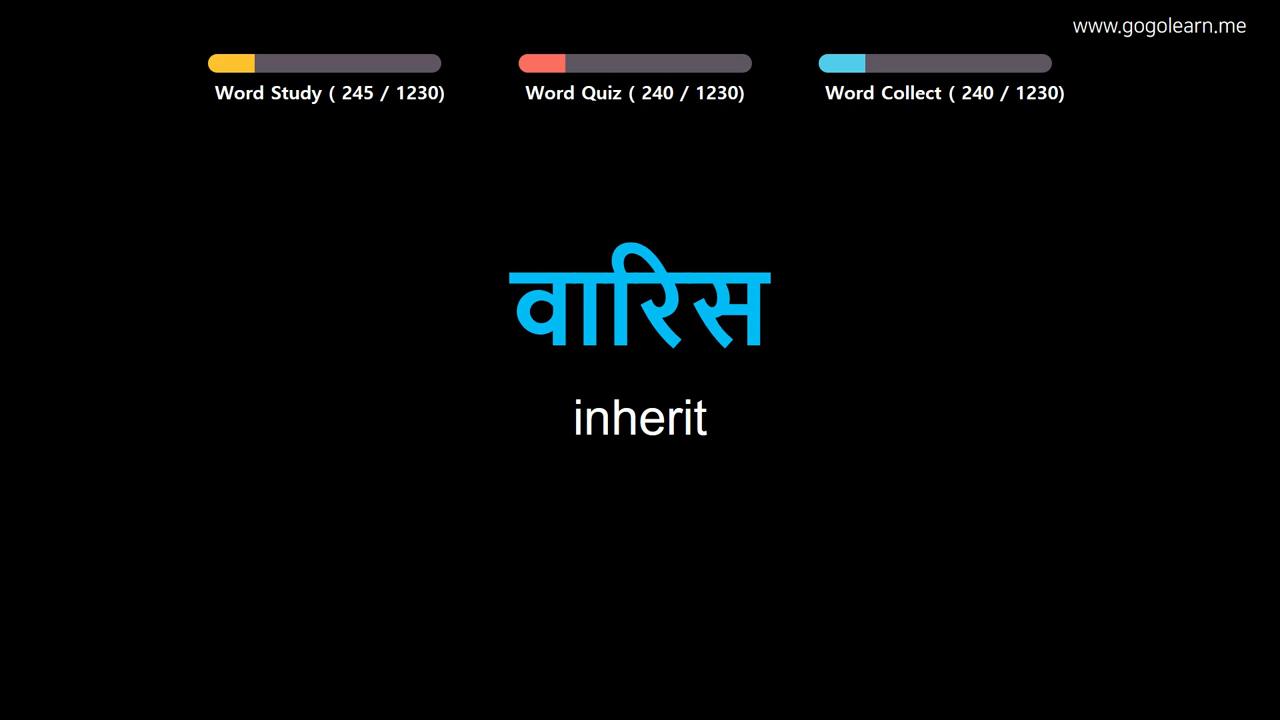 www.gogolearn.me
Word Study ( 245 / 1230)
Word Quiz ( 240 / 1230)
Word Collect ( 240 / 1230)
वारिस
inherit